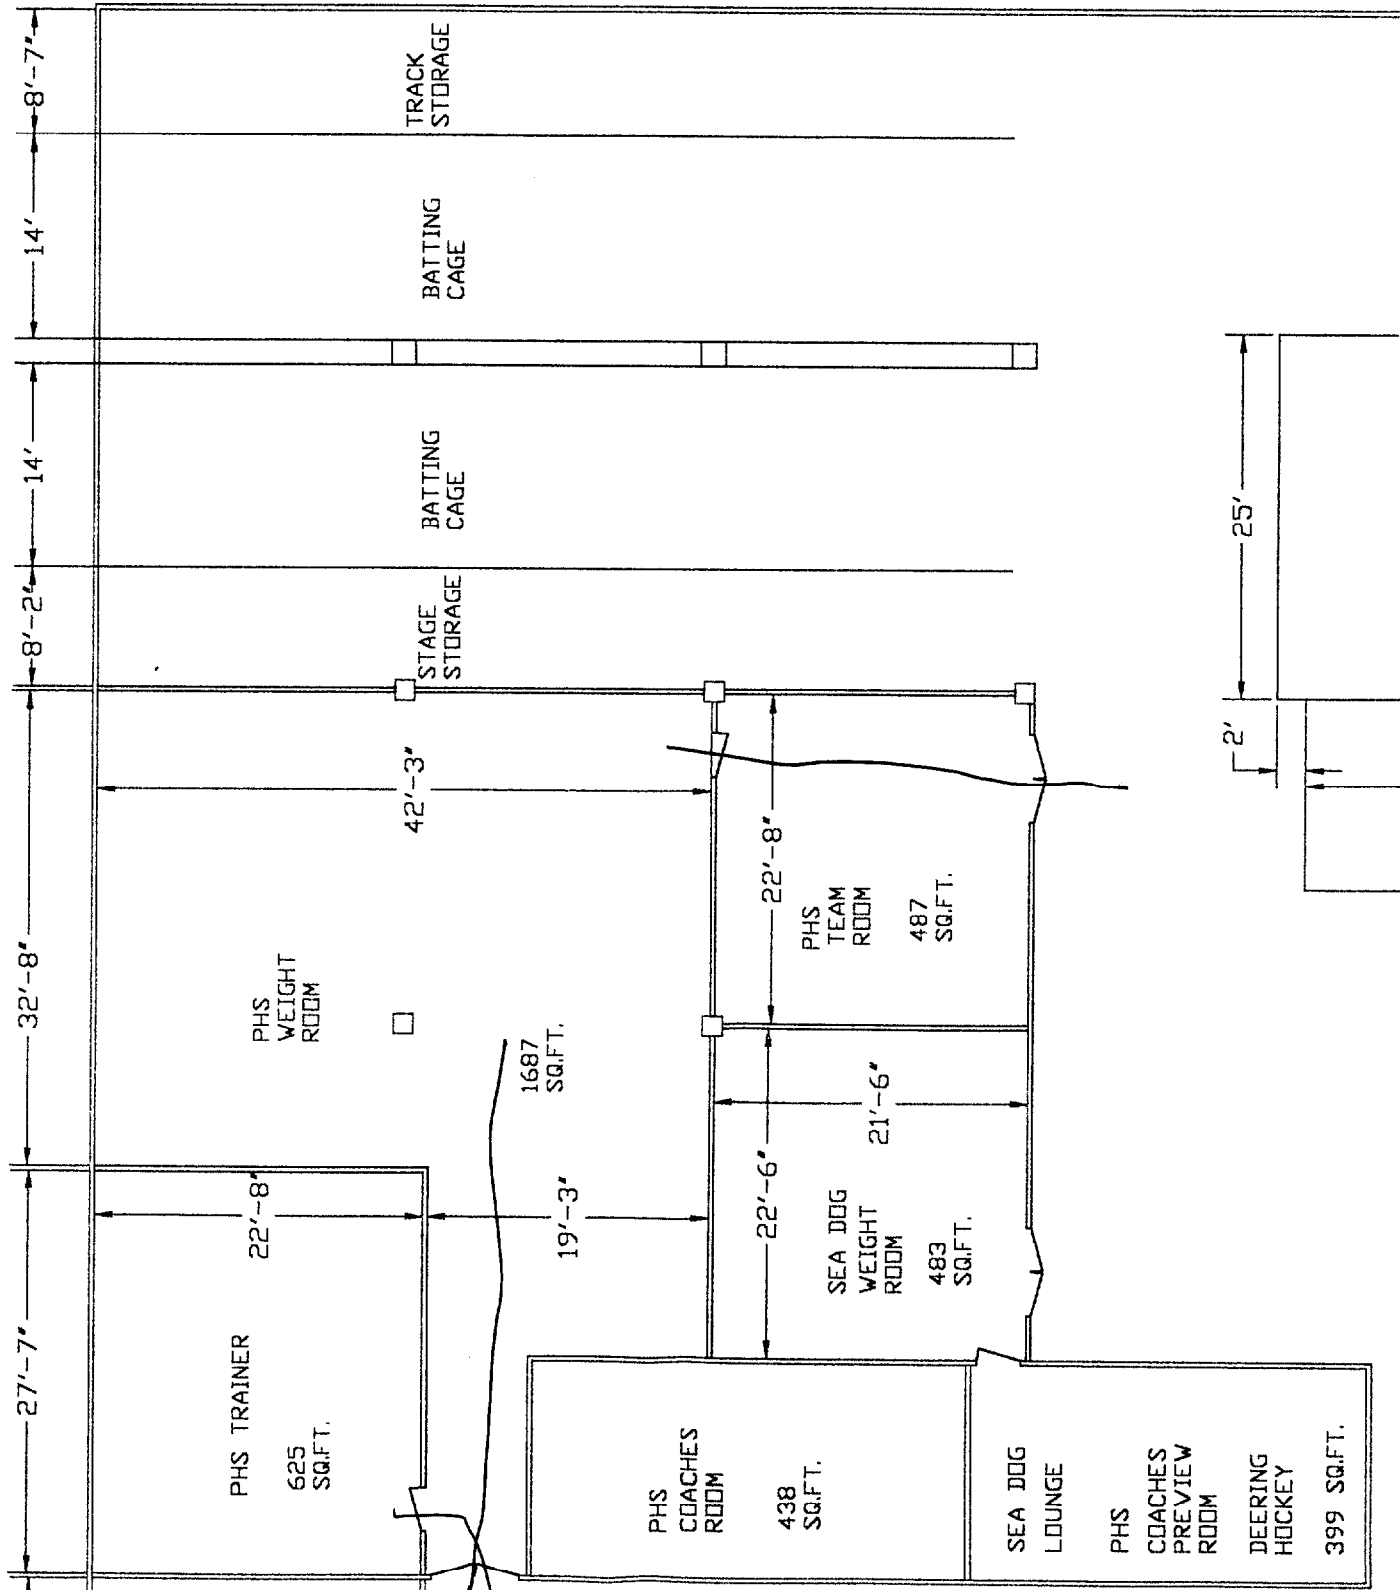 27'-7"
32'-8"
8'-2"
14'
14'
8'-7"
PHS TRAINER
625
SQ.FT.
22'-8"
PHS
WEIGHT
ROOM
1687
SQ.FT.
42'-3"
19'-3"
STAGE
STORAGE
BATTING
CAGE
BATTING
CAGE
TRACK
STORAGE
PHS
COACHES
ROOM
438
SQ.FT.
22'-6"
SEA DOG
WEIGHT
ROOM
483
SQ.FT.
21'-6"
22'-8"
PHS
TEAM
ROOM
487
SQ.FT.
SEA DOG
LOUNGE
PHS
COACHES
PREVIEW
ROOM
DEERING
HOCKEY
399 SQ.FT.
2'
25'